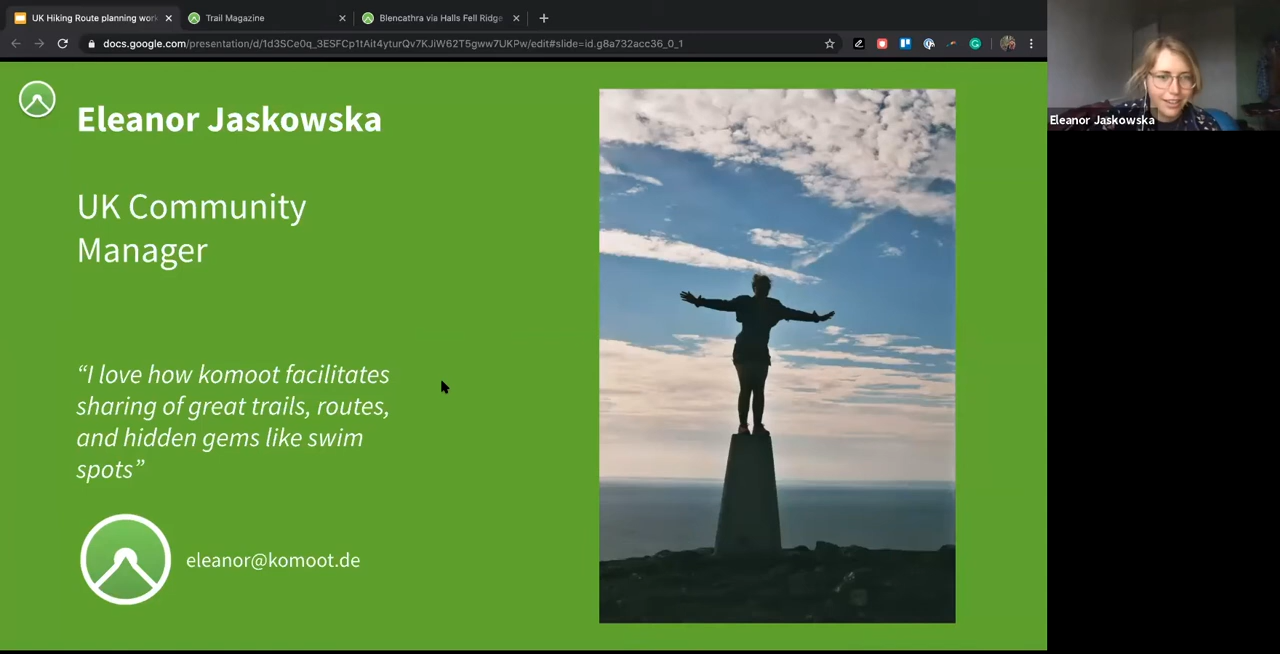 UK Hiking Route planning work
Trail Magazine
Blencathra via Halls Fell Ridge
docs.google.com/presentation/d/1d3SCe0q_3ESFCp1tAit4yturQv7KJiW62T5gww7UKPw/edit#slide=id.g8a732acc36_0_1
Eleanor Jaskowska
UK Community
Manager
“I love how komoot facilitates
sharing of great trails, routes,
and hidden gems like swim
spots”
eleanor@komoot.de
Eleanor Jaskowska